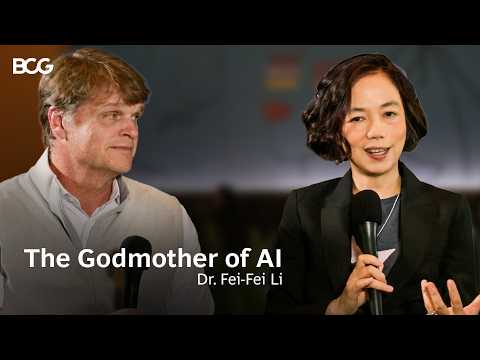 BCG
The Godmother of AI
Dr. Fei-Fei Li